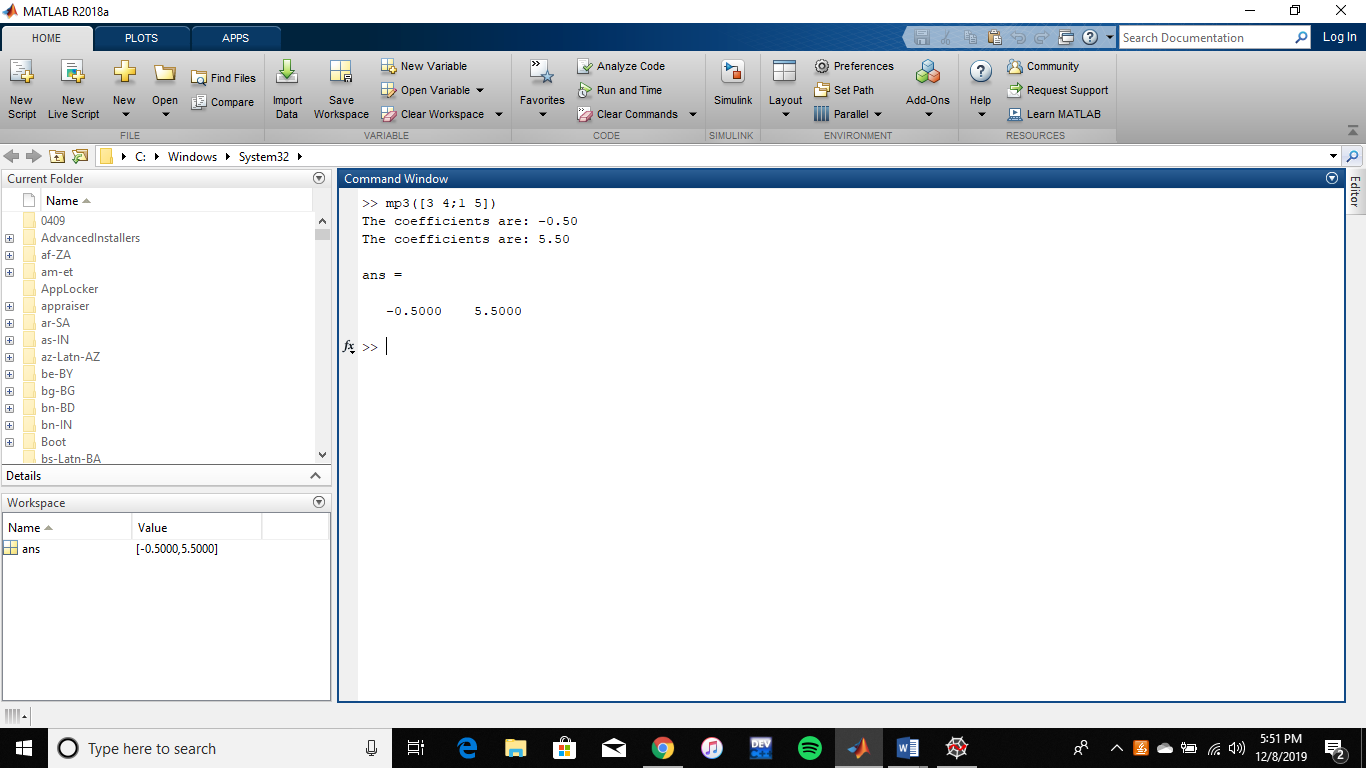 MATLAB R2018a
HOME PLOTS APPS
Search Documentation
Log In
New Script
New Live Script
New
Open
Find Files
Compare
FILE
Import Data
Save Workspace
New Variable
Open Variable
Clear Workspace
VARIABLE
Favorites
Analyze Code
Run and Time
Clear Commands
CODE
Simulink
SIMULINK
Layout
Preferences
Set Path
Parallel
Add-Ons
ENVIRONMENT
Help
Community
Request Support
Learn MATLAB
RESOURCES
C: Windows System32
Current Folder
Name
0409
AdvancedInstallers
af-ZA
am-et
AppLocker
appraiser
ar-SA
as-IN
az-Latn-AZ
be-BY
bg-BG
bn-BD
bn-IN
Boot
bs-Latn-BA
Details
Workspace
Name Value
ans [-0.5000,5.5000]
Command Window
>> mp3([3 4;1 5])
The coefficients are: -0.50
The coefficients are: 5.50
ans =
-0.5000 5.5000
fx >>
Editor
Type here to search
DEV
5:51 PM
12/8/2019
2